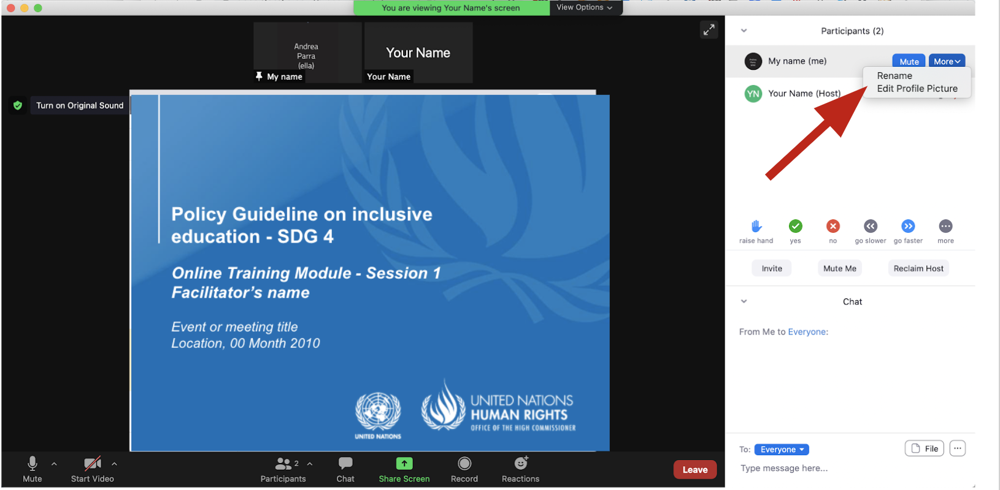 You are viewing Your Name's screen
View Options
Andrea
Parra
(ella)
My name
Your Name
Your Name
Turn on Original Sound
Policy Guideline on inclusive
education - SDG 4
Online Training Module - Session 1
Facilitator's name
Event or meeting title
Location, 00 Month 2010
UNITED NATIONS
UNITED NATIONS
HUMAN RIGHTS
OFFICE OF THE HIGH COMMISSIONER
Mute
Start Video
2
Participants
Chat
Share Screen
Record
Reactions
Leave
Participants (2)
My name (me)
Mute
More
Rename
Edit Profile Picture
YN
Your Name (Host)
raise hand
yes
no
go slower
go faster
more
Invite
Mute Me
Reclaim Host
Chat
From Me to Everyone:
To: Everyone
File
Type message here...